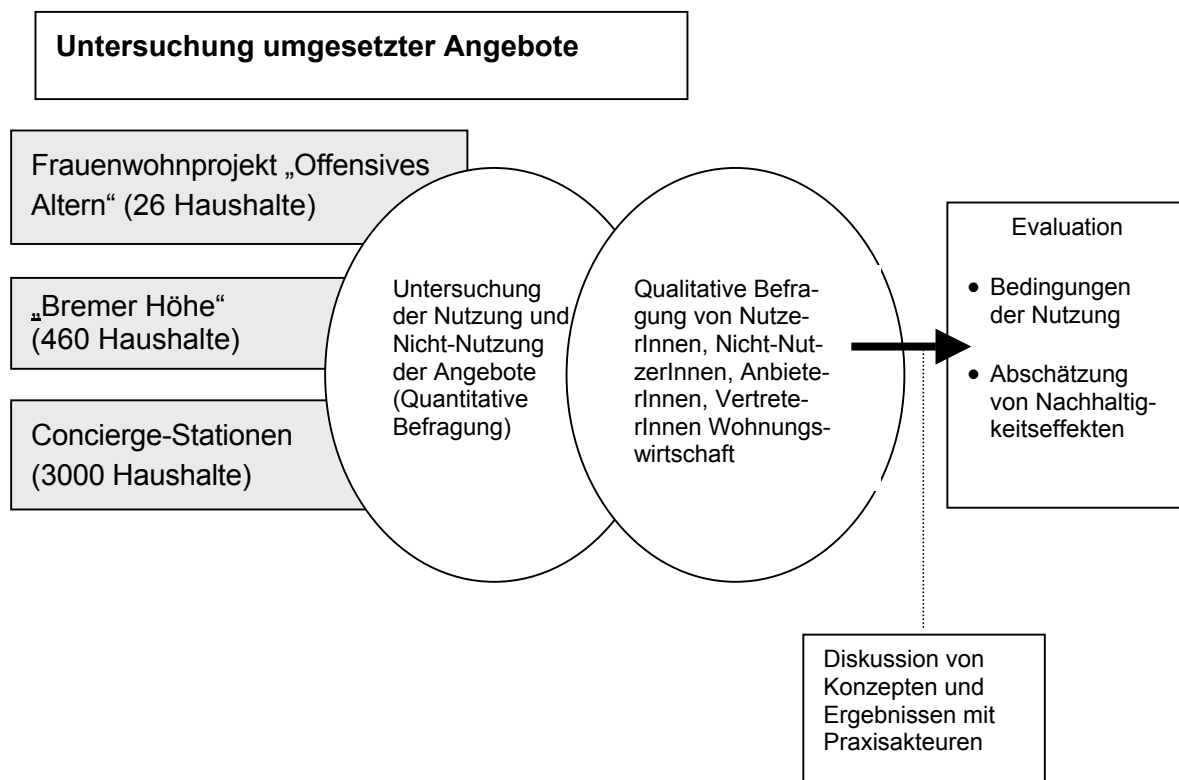 Untersuchung umgesetzter Angebote
Frauenwohnprojekt „Offensives
Altern“ (26 Haushalte)
„Bremer Höhe“
(460 Haushalte)
Concierge-Stationen
(3000 Haushalte)
Untersuchung
der Nutzung und
Nicht-Nutzung
der Angebote
(Quantitative
Befragung)
Qualitative Befra-
gung von Nutze-
rInnen, Nicht-Nut-
zerInnen, Anbiete-
rInnen, Vertrete-
rInnen Wohnungs-
wirtschaft
Evaluation
• Bedingungen
der Nutzung
• Abschätzung
von Nachhaltig-
keitseffekten
Diskussion von
Konzepten und
Ergebnissen mit
Praxisakteuren